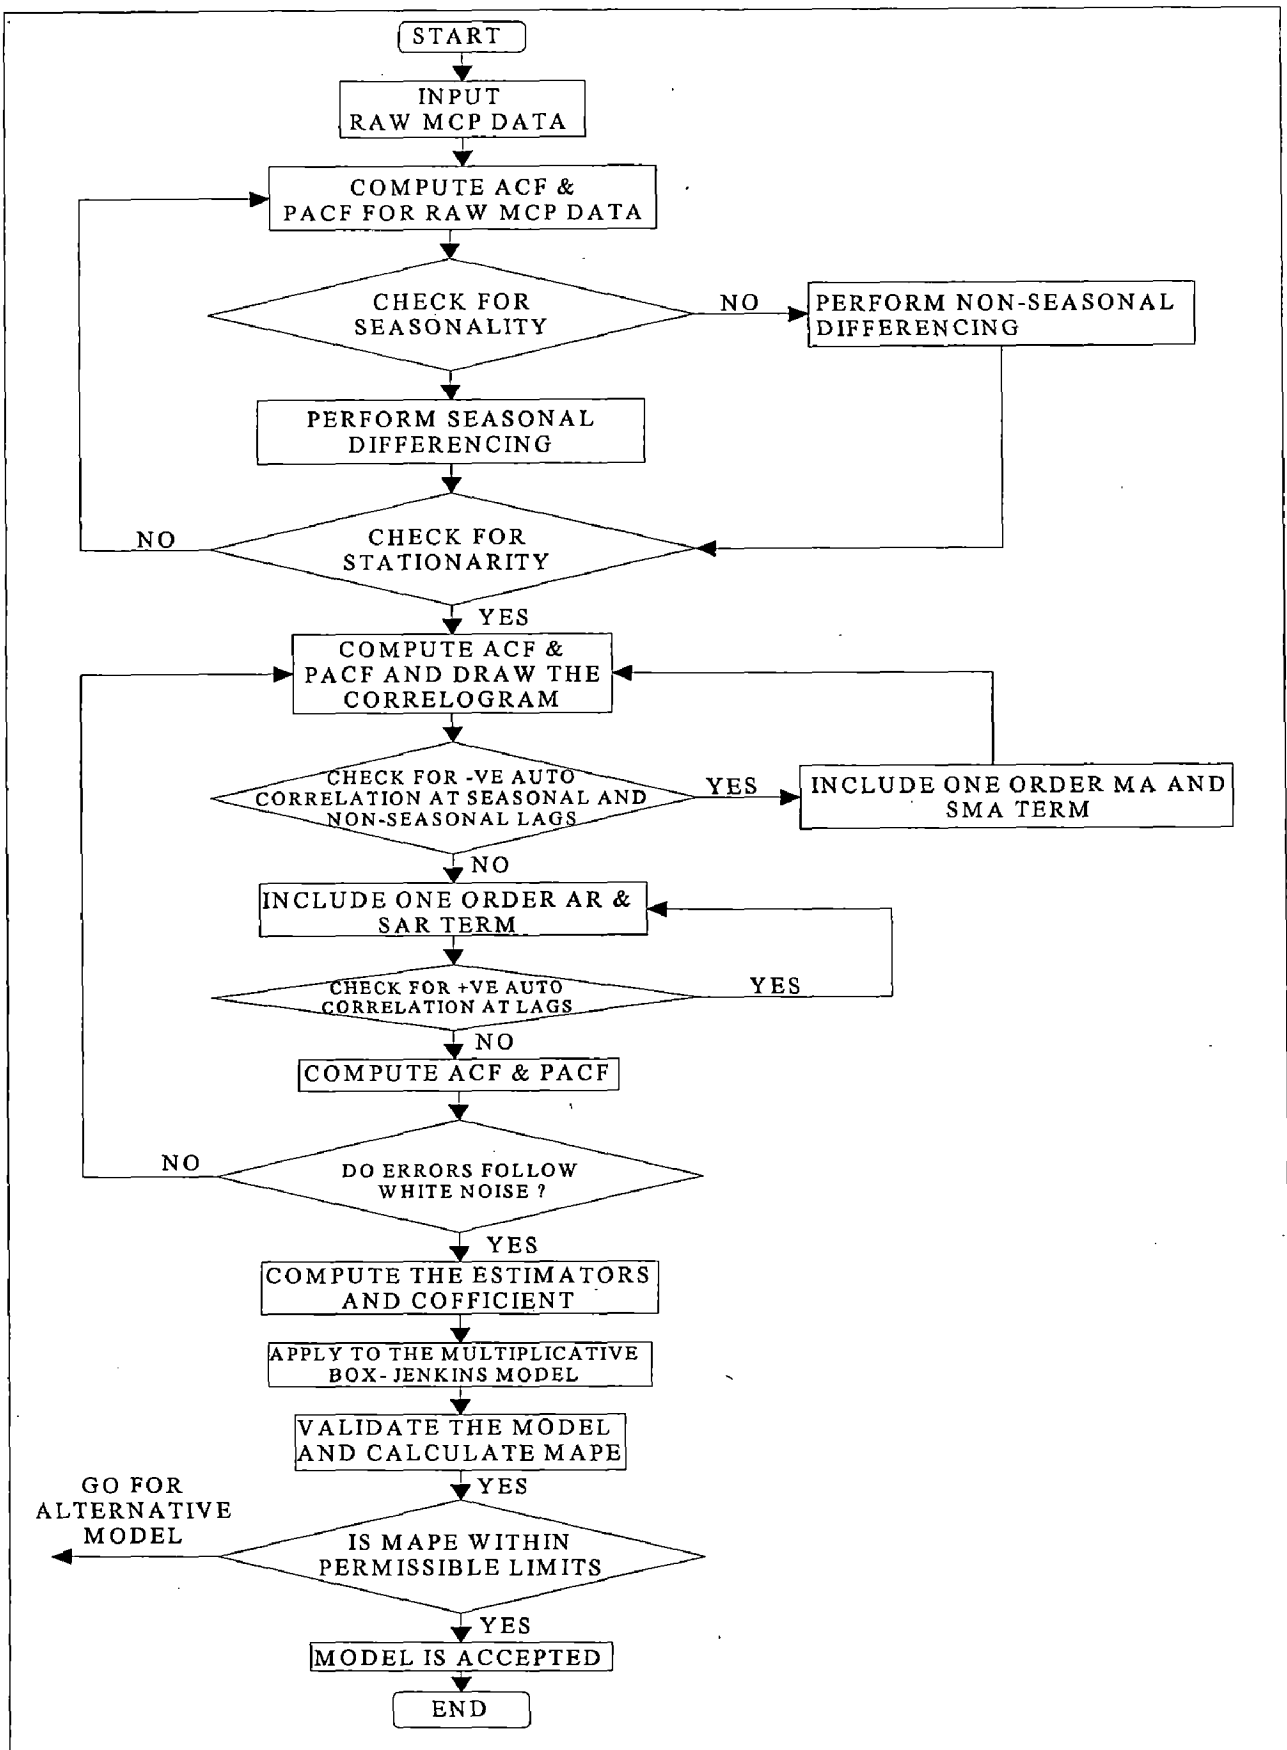 START
INPUT
RAW MCP DATA
COMPUTE ACF &
PACF FOR RAW MCP DATA
CHECK FOR
SEASONALITY
NO
PERFORM NON-SEASONAL
DIFFERENCING
PERFORM SEASONAL
DIFFERENCING
NO
CHECK FOR
STATIONARITY
YES
COMPUTE ACF &
PACF AND DRAW THE
CORRELOGRAM
CHECK FOR -VE AUTO
CORRELATION AT SEASONAL AND
NON-SEASONAL LAGS
YES
INCLUDE ONE ORDER MA AND
SMA TERM
NO
INCLUDE ONE ORDER AR &
SAR TERM
CHECK FOR +VE AUTO
CORRELATION AT LAGS
YES
NO
COMPUTE ACF & PACF
NO
DO ERRORS FOLLOW
WHITE NOISE ?
YES
COMPUTE THE ESTIMATORS
AND COFFICIENT
APPLY TO THE MULTIPLICATIVE
BOX- JENKINS MODEL
VALIDATE THE MODEL
AND CALCULATE MAPE
YES
GO FOR
ALTERNATIVE
MODEL
IS MAPE WITHIN
PERMISSIBLE LIMITS
YES
MODEL IS ACCEPTED
END